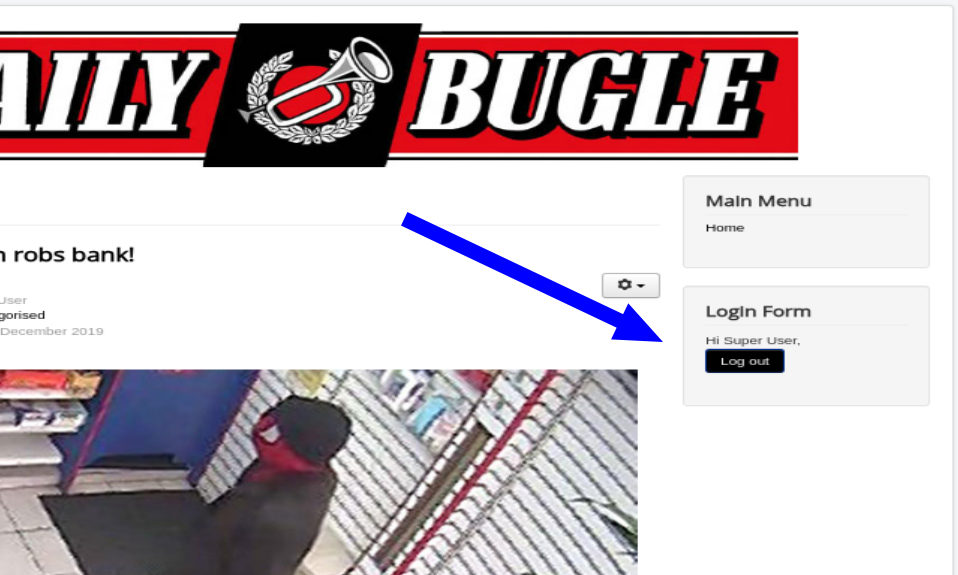 AILY BUGLE
Main Menu
Home
n robs bank!
User
gorised
December 2019
Login Form
Hi Super User,
Log out